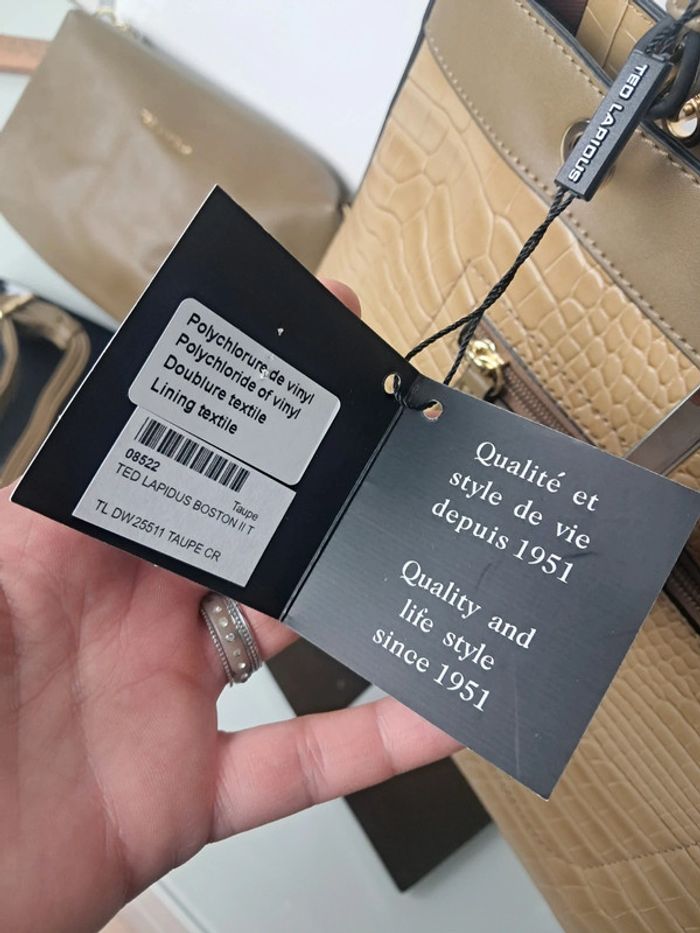 TED LAPIDUS
Polychlorure de vinyl
Polychloride of vinyl
Doublure textile
Lining textile
08522
Taupe
TED LAPIDUS BOSTON II T
TL DW25511 TAUPE CR
Qualité et
style de vie
depuis 1951
Quality and
life style
since 1951